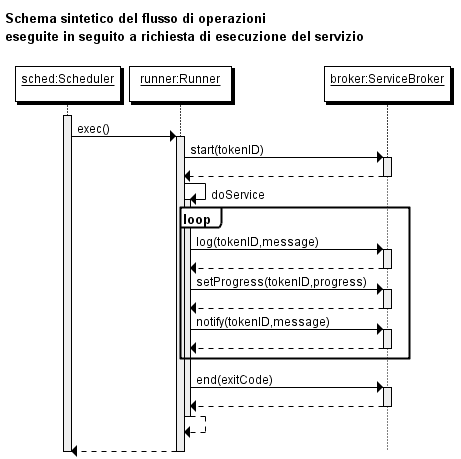 Schema sintetico del flusso di operazioni
eseguite in seguito a richiesta di esecuzione del servizio
sched:Scheduler runner:Runner broker:ServiceBroker
exec()
start(tokenID)
doService
loop
log(tokenID,message)
setProgress(tokenID,progress)
notify(tokenID,message)
end(exitCode)